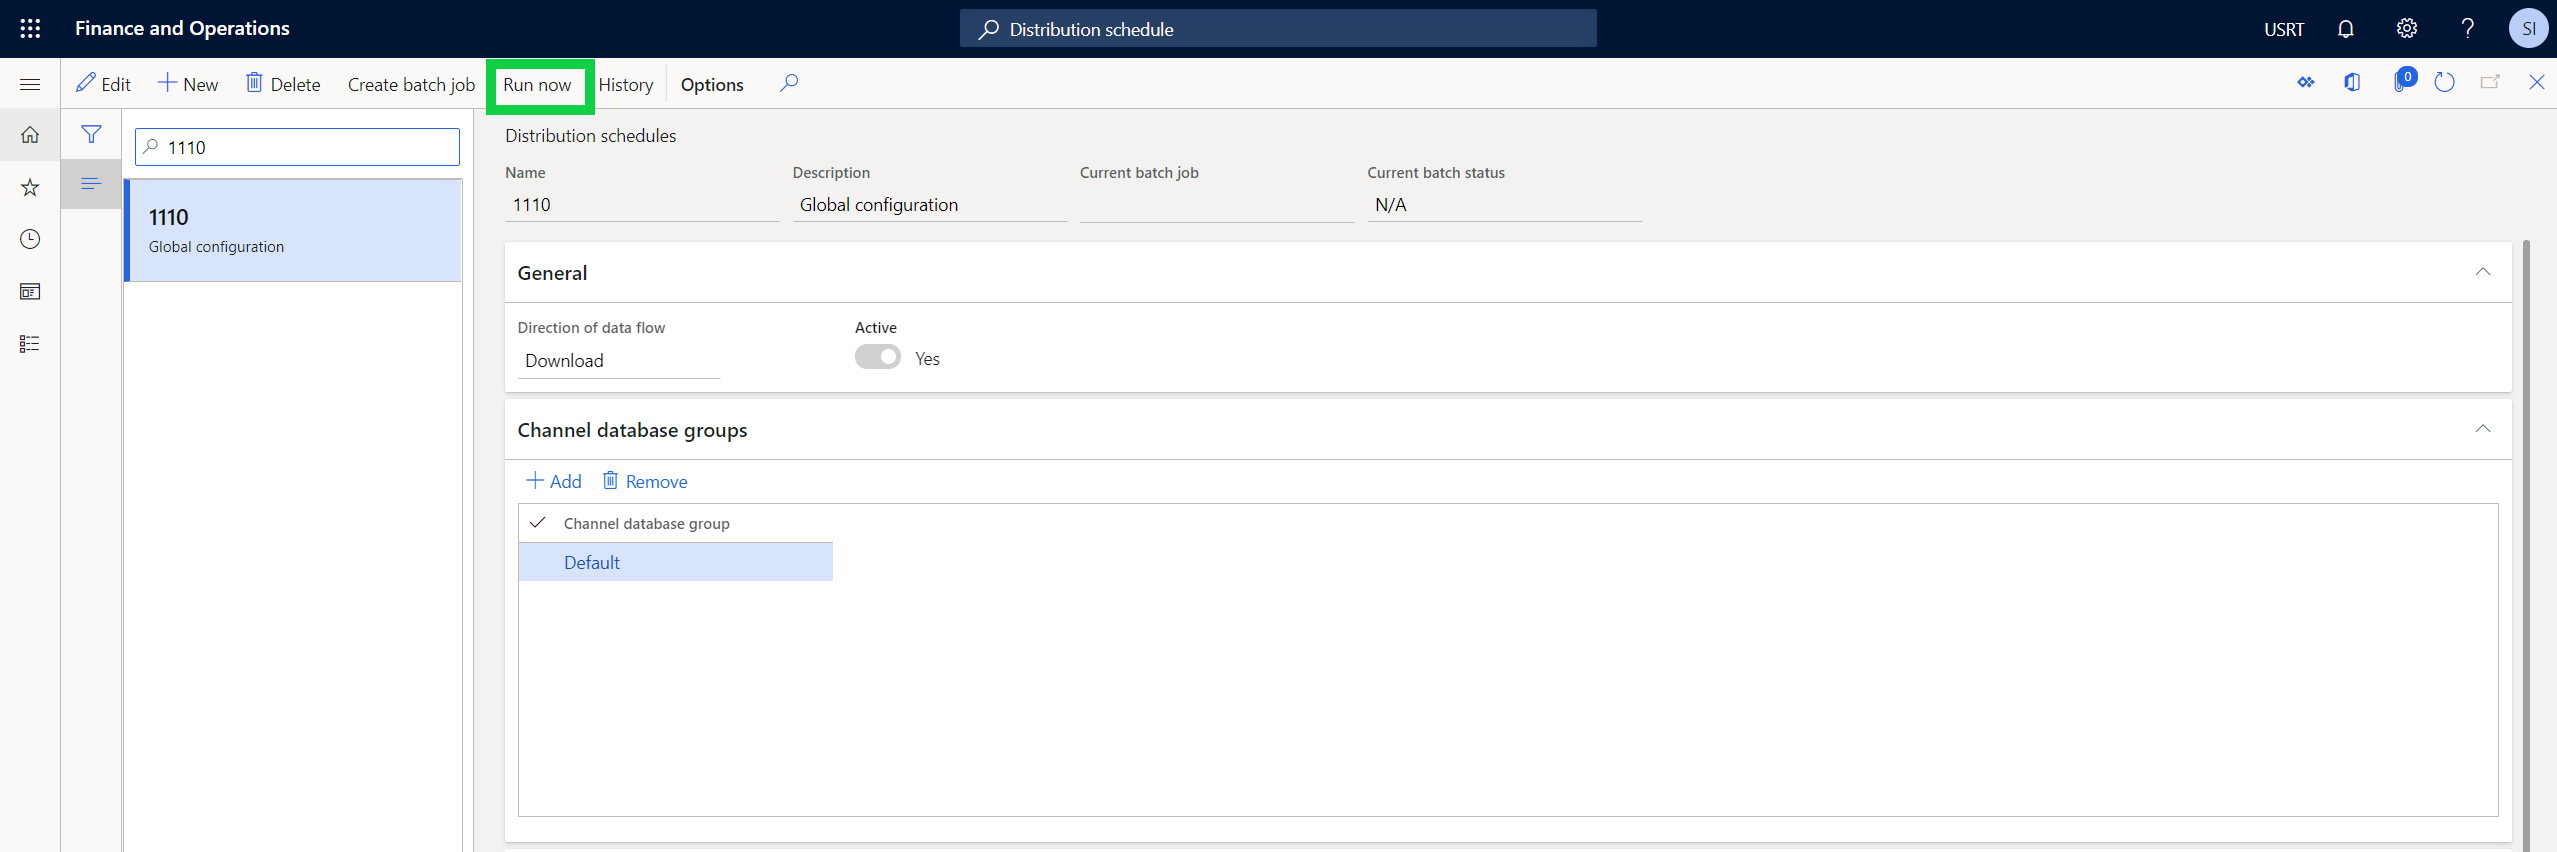 Finance and Operations
Distribution schedule
USRT
SI
Edit
New
Delete
Create batch job
Run now
History
Options
0
1110
1110
Global configuration
Distribution schedules
Name
Description
Current batch job
Current batch status
1110
Global configuration
N/A
General
Direction of data flow
Active
Download
Yes
Channel database groups
Add
Remove
Channel database group
Default